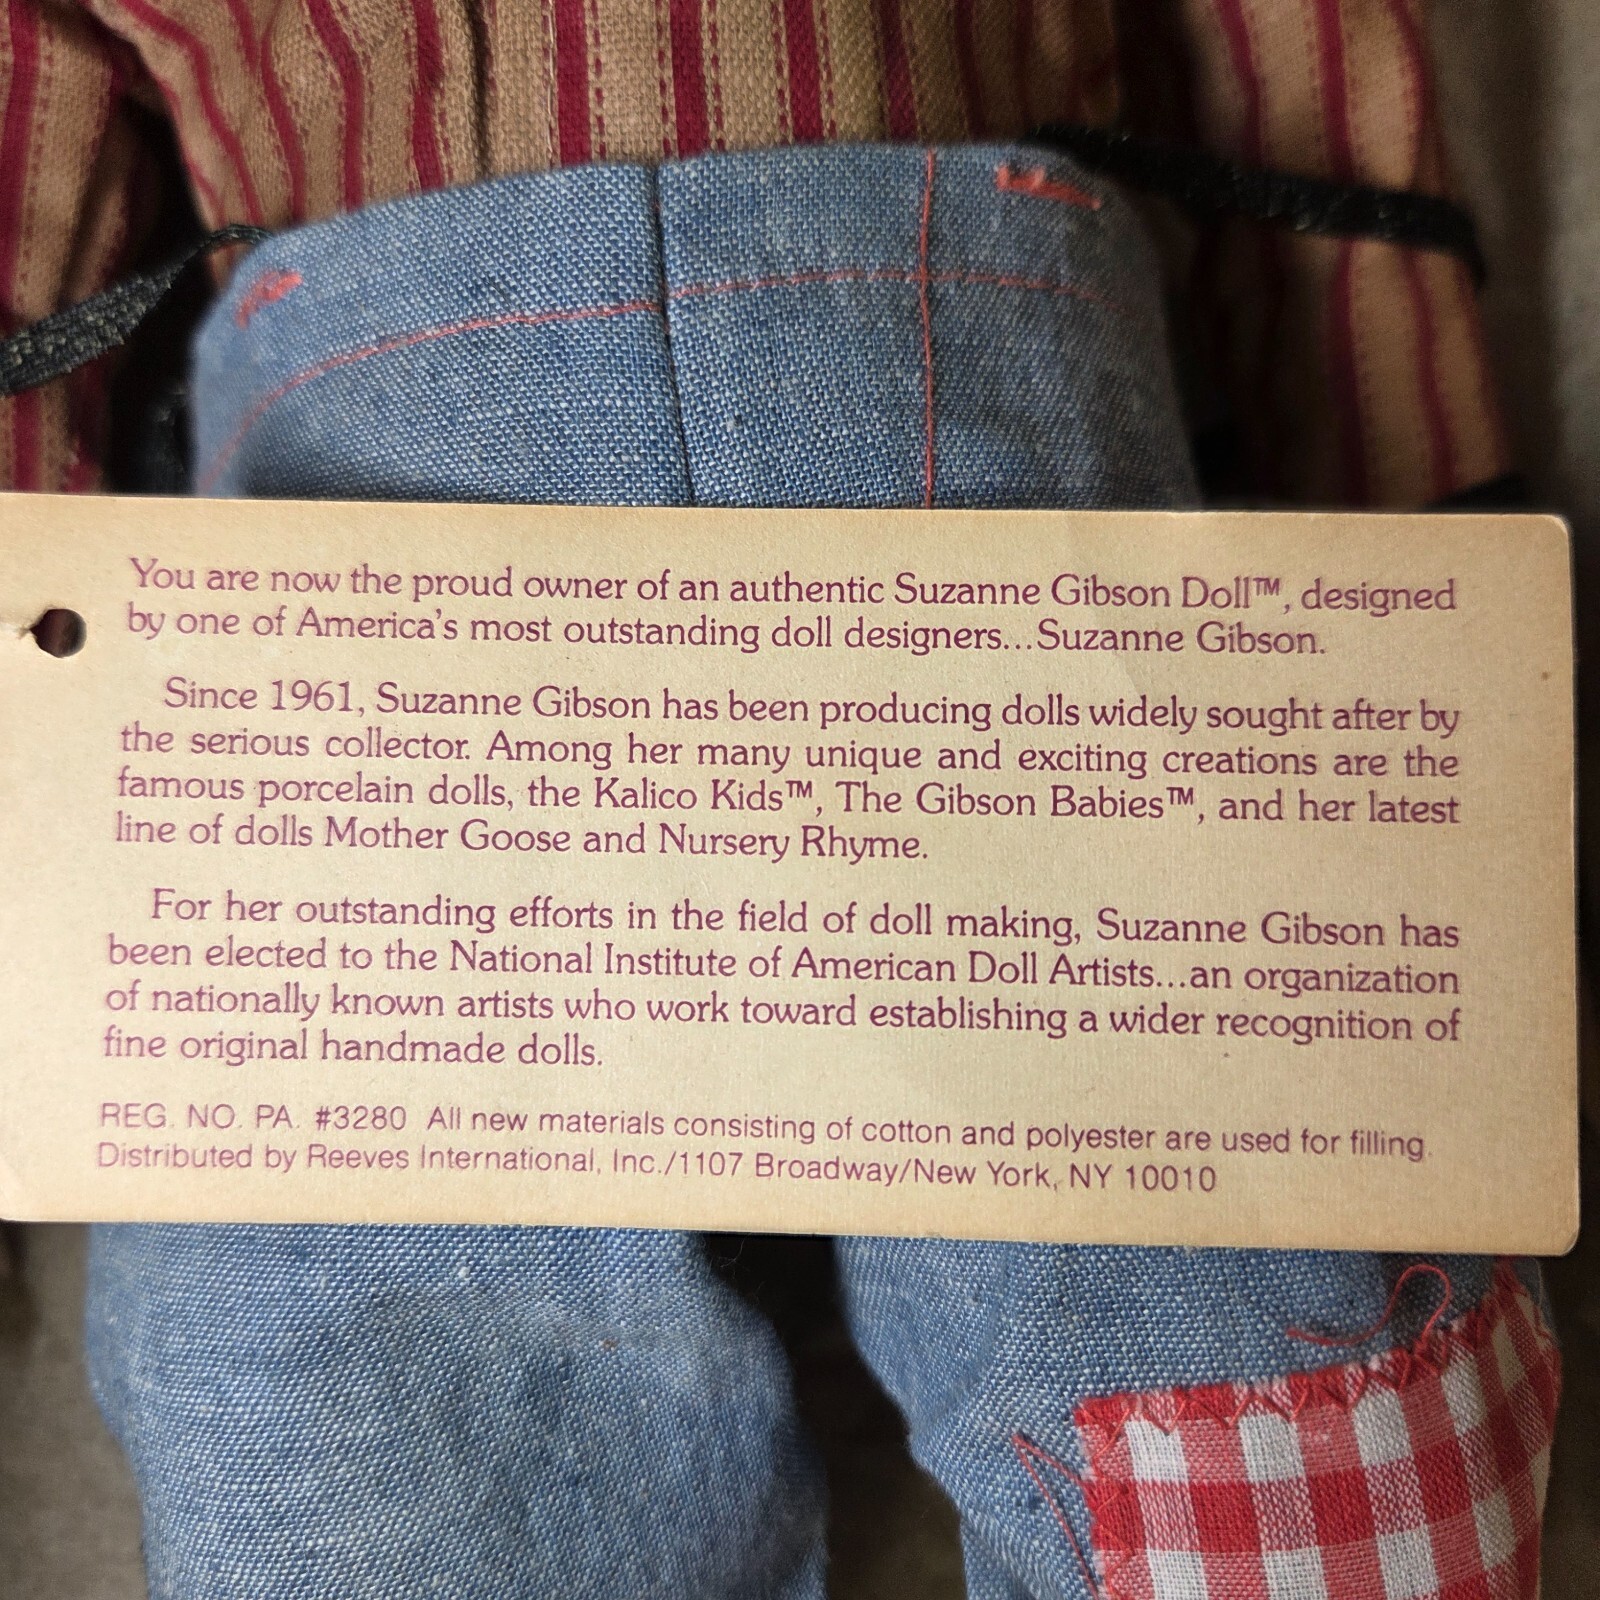 You are now the proud owner of an authentic Suzanne Gibson Doll™, designed
by one of America's most outstanding doll designers...Suzanne Gibson.
Since 1961, Suzanne Gibson has been producing dolls widely sought after by
the serious collector. Among her many unique and exciting creations are the
famous porcelain dolls, the Kalico Kids™, The Gibson Babies™, and her latest
line of dolls Mother Goose and Nursery Rhyme.
For her outstanding efforts in the field of doll making, Suzanne Gibson has
been elected to the National Institute of American Doll Artists...an organization
of nationally known artists who work toward establishing a wider recognition of
fine original handmade dolls.
REG. NO. PA. #3280 All new materials consisting of cotton and polyester are used for filling.
Distributed by Reeves International, Inc./1107 Broadway/New York, NY 10010